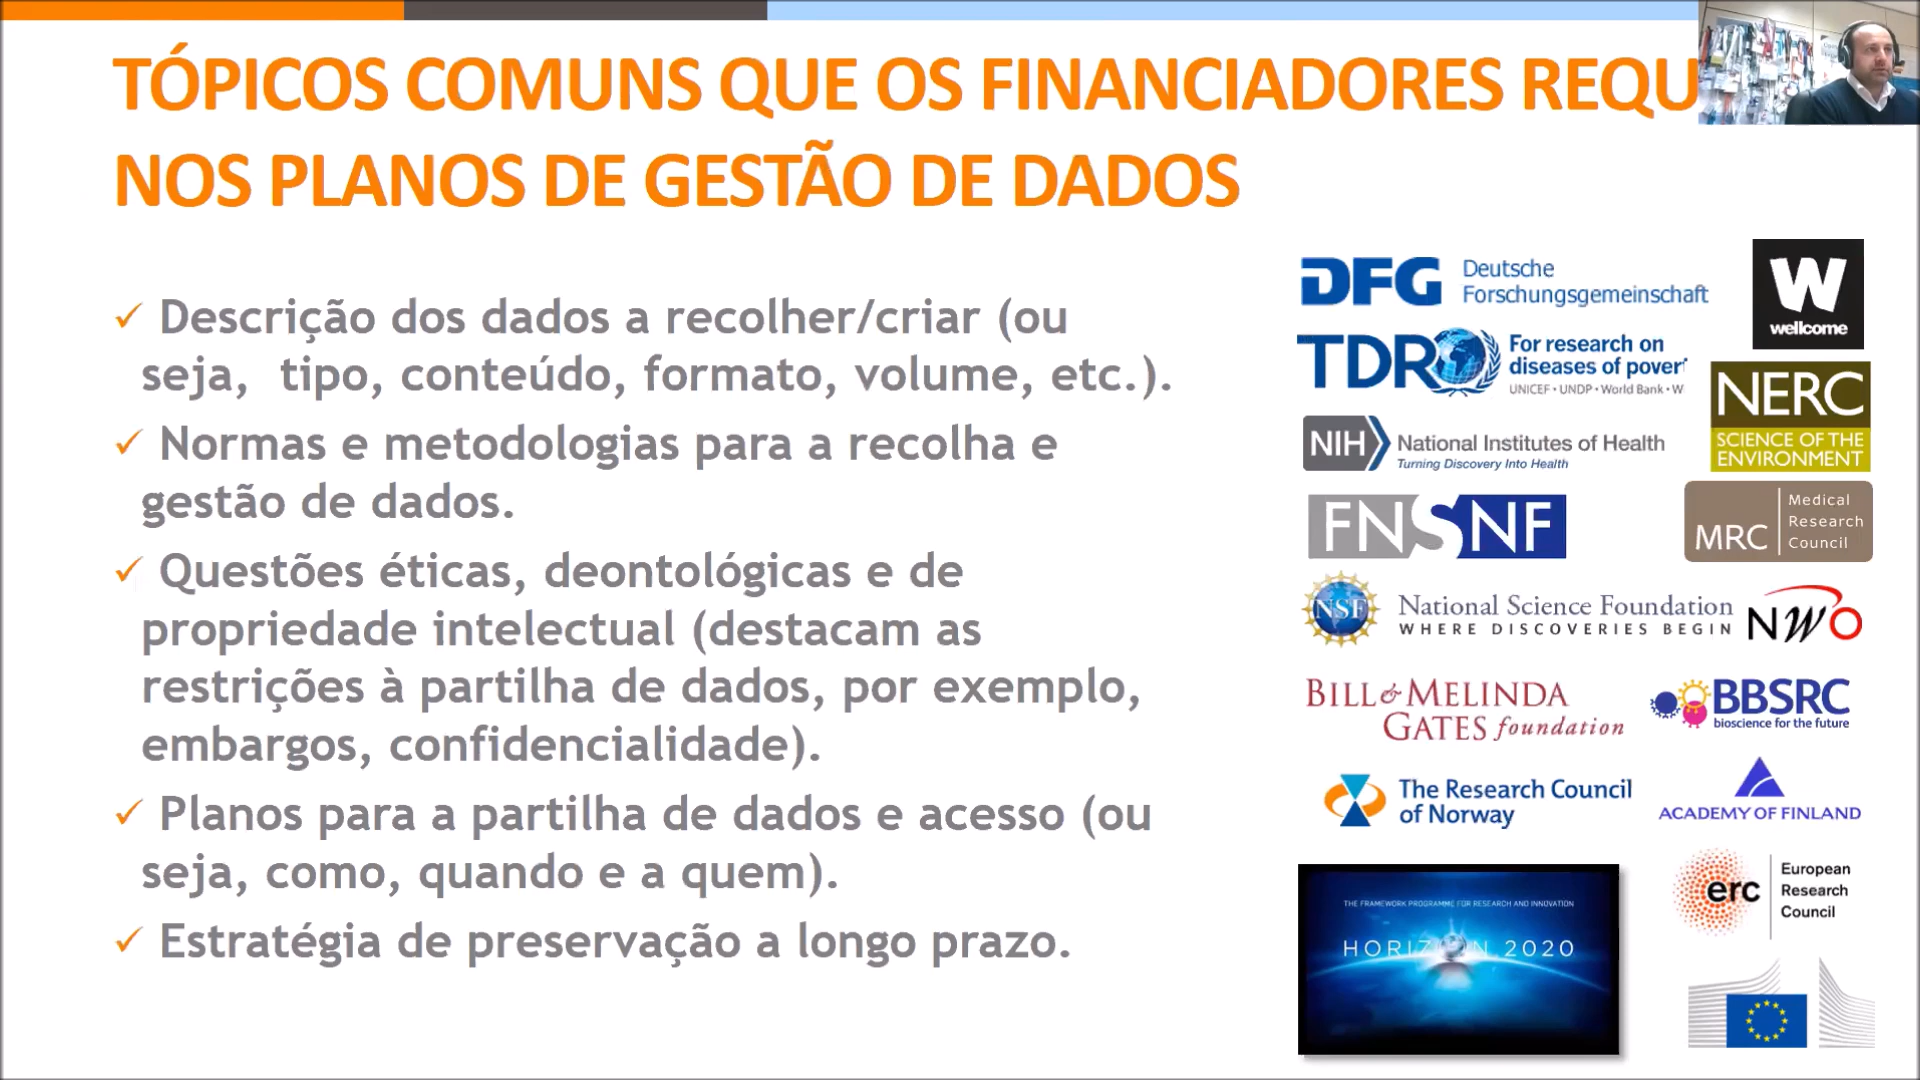 TÓPICOS COMUNS QUE OS FINANCIADORES REQU
NOS PLANOS DE GESTÃO DE DADOS
✓ Descrição dos dados a recolher/criar (ou
seja, tipo, conteúdo, formato, volume, etc.).
✓ Normas e metodologias para a recolha e
gestão de dados.
✓ Questões éticas, deontológicas e de
propriedade intelectual (destacam as
restrições à partilha de dados, por exemplo,
embargos, confidencialidade).
✓ Planos para a partilha de dados e acesso (ou
seja, como, quando e a quem).
✓ Estratégia de preservação a longo prazo.
DFG Deutsche
Forschungsgemeinschaft
W
wellcome
TDR For research on
diseases of povert
UNICEF • UNDP • World Bank • W
NERC
SCIENCE OF THE
ENVIRONMENT
NIH National Institutes of Health
Turning Discovery Into Health
FNSNF
MRC Medical
Research
Council
NSF National Science Foundation
WHERE DISCOVERIES BEGIN
NWO
BILL & MELINDA
GATES foundation
BBSRC
bioscience for the future
The Research Council
of Norway
ACADEMY OF FINLAND
THE FRAMEWORK PROGRAMME FOR RESEARCH AND INNOVATION
HORIZON 2020
erc European
Research
Council